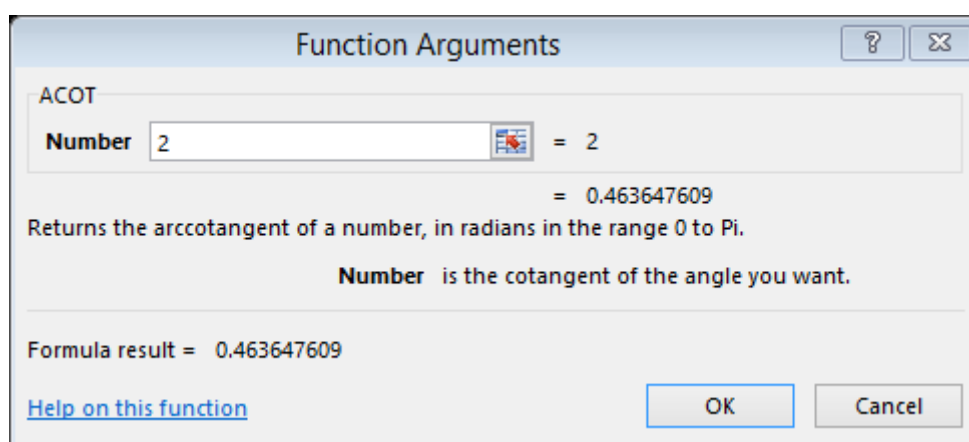 Function Arguments
ACOT
Number 2 = 2
= 0.463647609
Returns the arccotangent of a number, in radians in the range 0 to Pi.
Number is the cotangent of the angle you want.
Formula result = 0.463647609
Help on this function OK Cancel